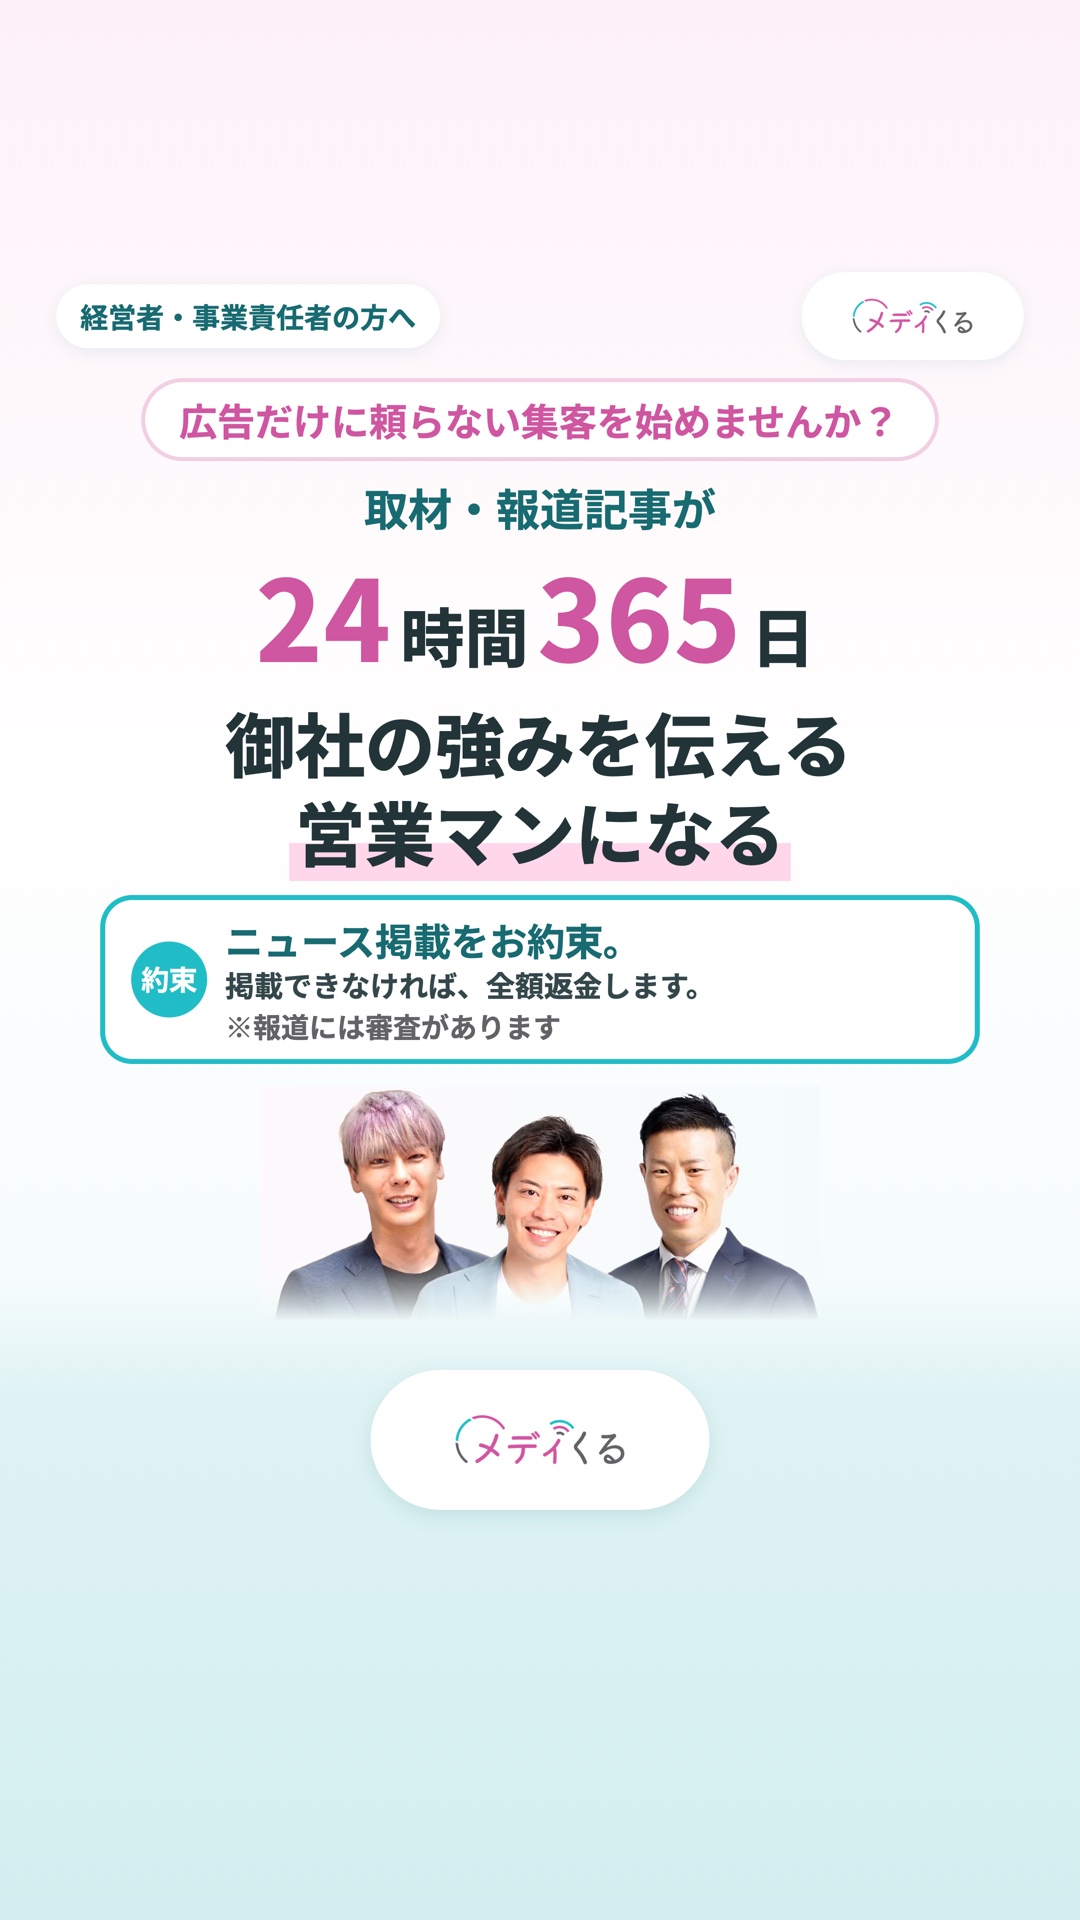 経営者・事業責任者の方へ
メディくる
広告だけに頼らない集客を始めませんか？
取材・報道記事が
24時間365日
御社の強みを伝える
営業マンになる
約束
ニュース掲載をお約束。
掲載できなければ、全額返金します。
※報道には審査があります
メディくる